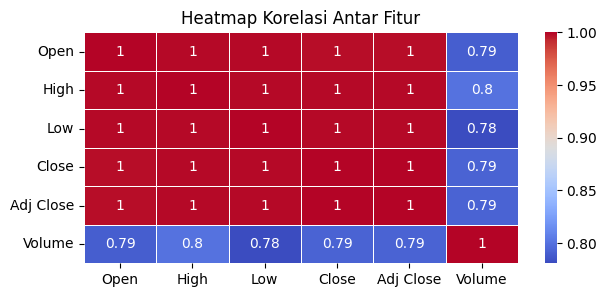 Heatmap Korelasi Antar Fitur
Open 1 1 1 1 1 0.79
High 1 1 1 1 1 0.8
Low 1 1 1 1 1 0.78
Close 1 1 1 1 1 0.79
Adj Close 1 1 1 1 1 0.79
Volume 0.79 0.8 0.78 0.79 0.79 1
Open High Low Close Adj Close Volume
1.00
0.95
0.90
0.85
0.80